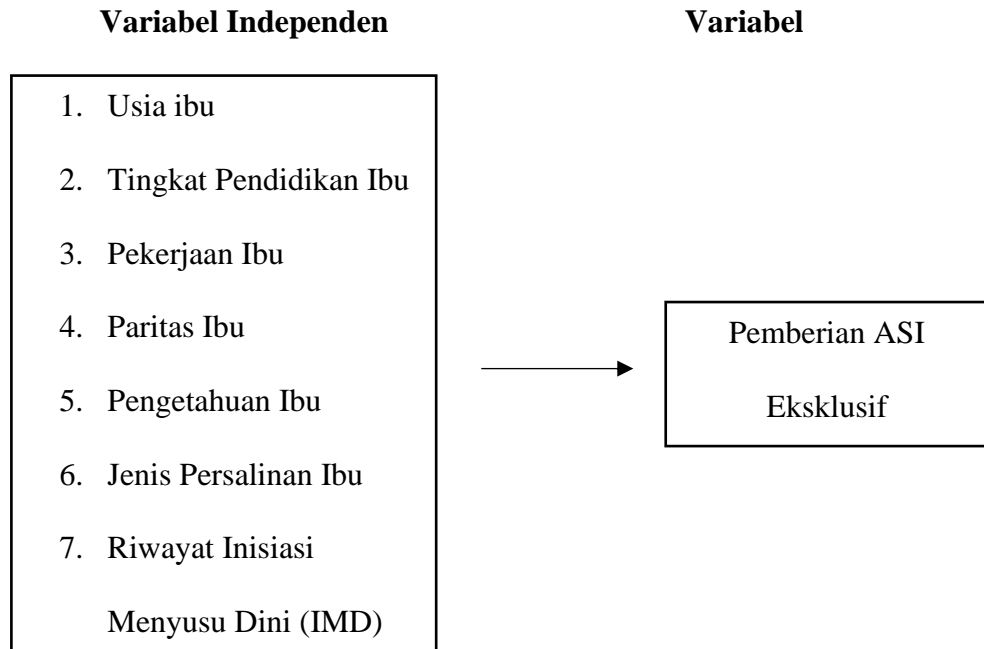 Variabel Independen
Variabel
1. Usia ibu
2. Tingkat Pendidikan Ibu
3. Pekerjaan Ibu
4. Paritas Ibu
5. Pengetahuan Ibu
6. Jenis Persalinan Ibu
7. Riwayat Inisiasi
Menyusu Dini (IMD)
Pemberian ASI
Eksklusif